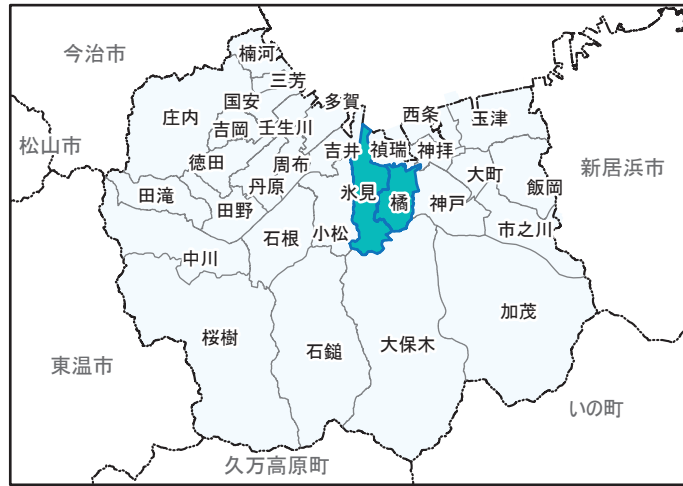 今治市
楠河
三芳
庄内
国安
多賀
西条
玉津
吉岡
壬生川
松山市
吉井
禎瑞
神拝
徳田
周布
大町
新居浜市
田滝
丹原
氷見
橘
飯岡
田野
神戸
石根
小松
市之川
中川
加茂
桜樹
石鎚
大保木
東温市
いの町
久万高原町